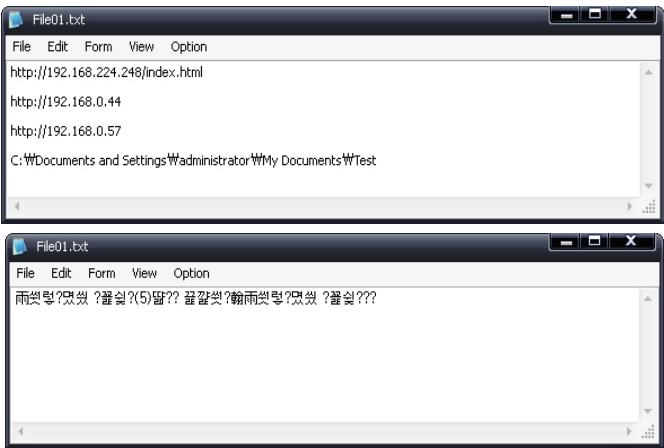 File01.txt
File Edit Form View Option
http://192.168.224.248/index.html
http://192.168.0.44
http://192.168.0.57
C:₩Documents and Settings₩administrator₩My Documents₩Test
File01.txt
File Edit Form View Option